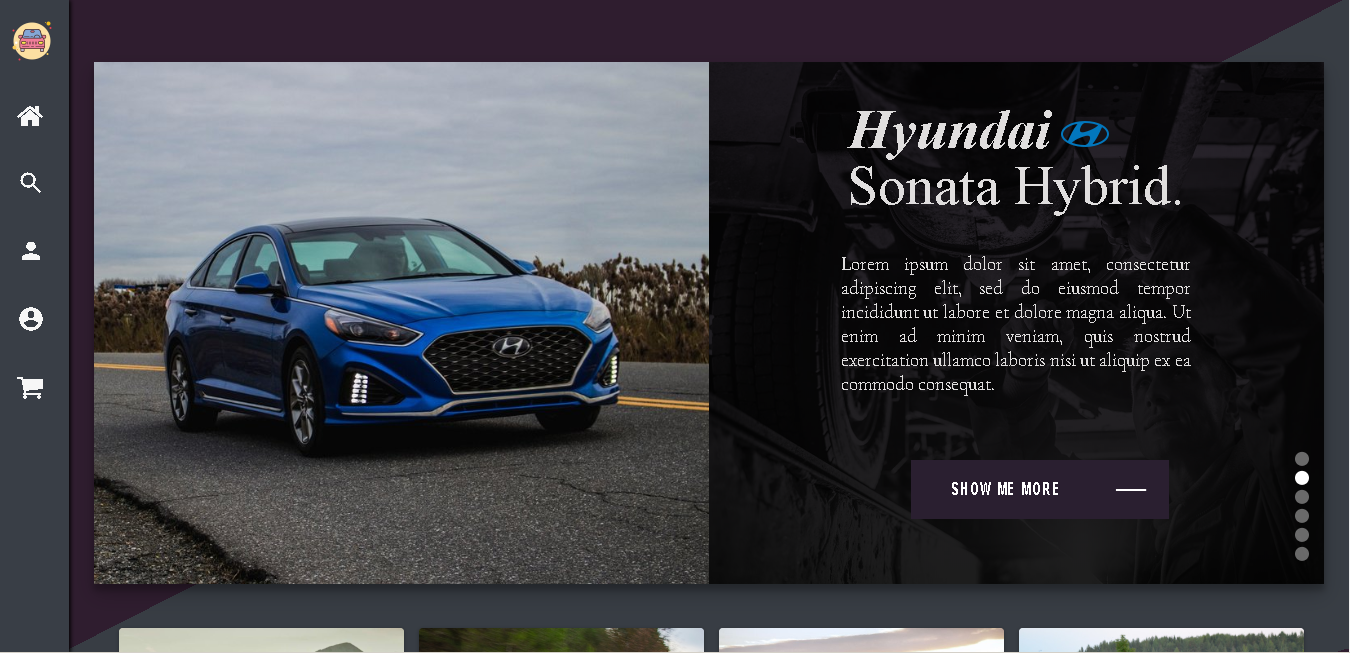 Hyundai
Sonata Hybrid.
Lorem ipsum dolor sit amet, consectetur
adipiscing elit, sed do eiusmod tempor
incididunt ut labore et dolore magna aliqua. Ut
enim ad minim veniam, quis nostrud
exercitation ullamco laboris nisi ut aliquip ex ea
commodo consequat.
SHOW ME MORE